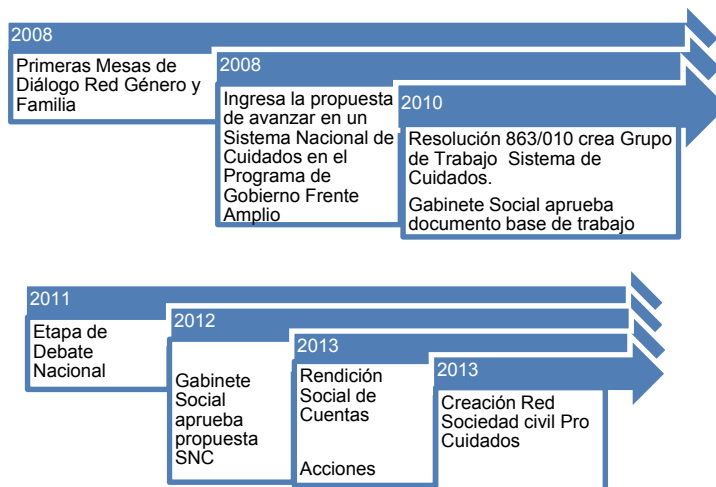 2008
Primeras Mesas de
Diálogo Red Género y
Familia
2008
Ingresa la propuesta
de avanzar en un
Sistema Nacional de
Cuidados en el
Programa de
Gobierno Frente
Amplio
2010
Resolución 863/010 crea Grupo
de Trabajo Sistema de
Cuidados.
Gabinete Social aprueba
documento base de trabajo
2011
Etapa de
Debate
Nacional
2012
Gabinete
Social
aprueba
propuesta
SNC
2013
Rendición
Social de
Cuentas
Acciones
2013
Creación Red
Sociedad civil Pro
Cuidados